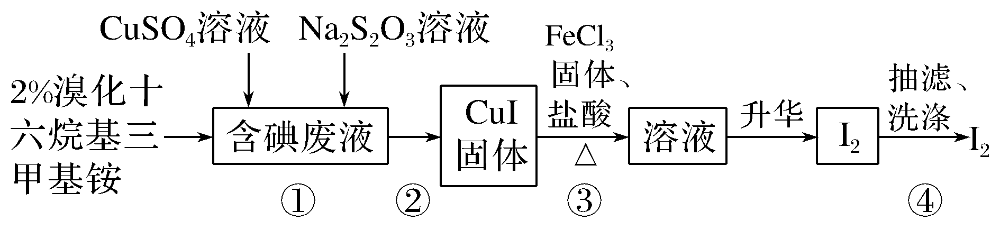 CuSO₄溶液
Na₂S₂O₃溶液
2%溴化十
六烷基三
甲基铵
含碘废液
①
②
CuI
固体
FeCl₃
固体、
盐酸
△
③
溶液
升华
I₂
抽滤、
洗涤
I₂
④